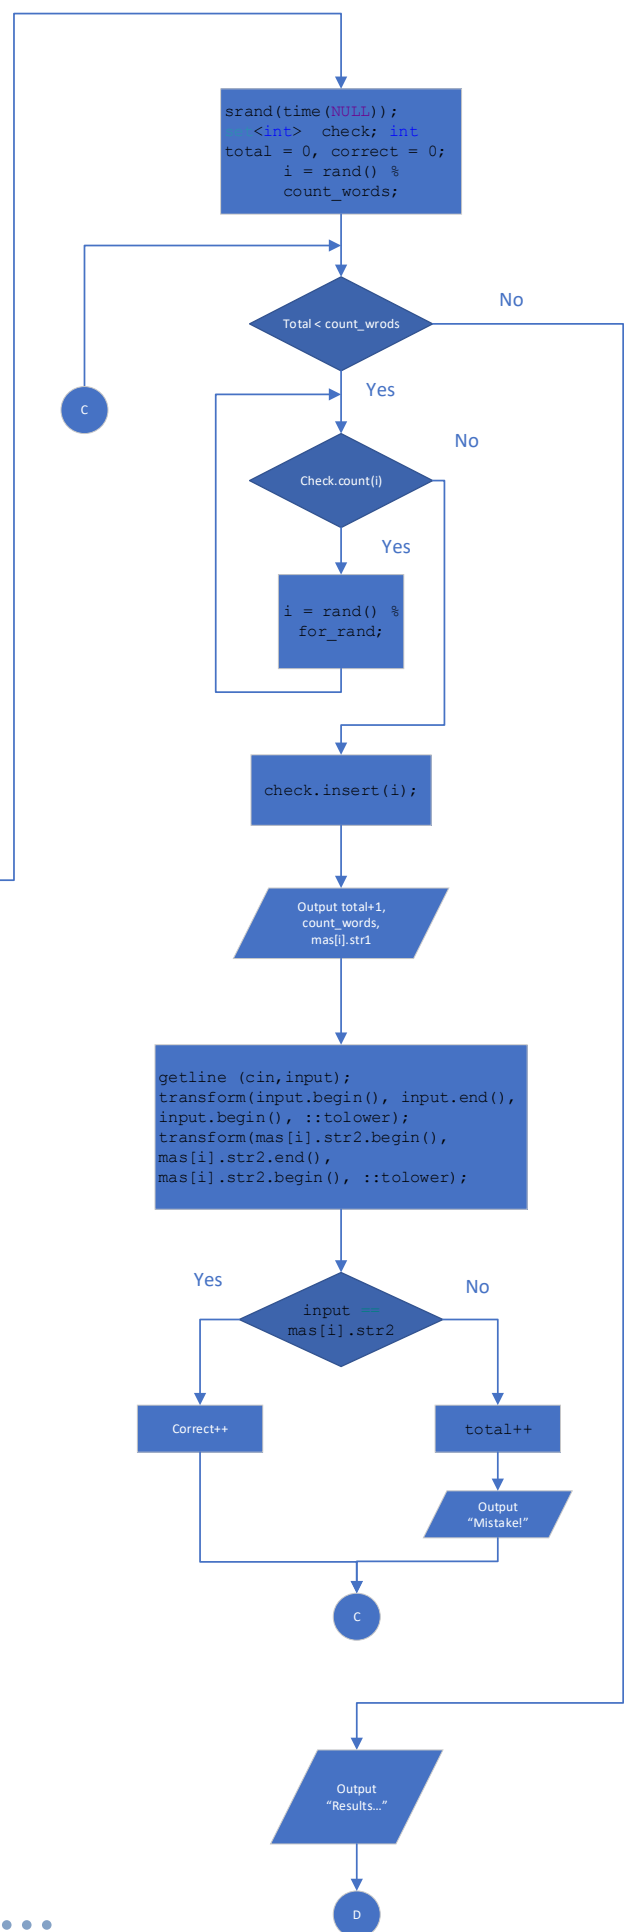 srand(time(NULL));
<int> check; int
total = 0, correct = 0;
i = rand() %
count_words;
No
Total < count_wrods
Yes
C
No
Check.count(i)
Yes
i = rand() %
for_rand;
check.insert(i);
Output total+1,
count_words,
mas[i].str1
getline (cin,input);
transform(input.begin(), input.end(),
input.begin(), ::tolower);
transform(mas[i].str2.begin(),
mas[i].str2.end(),
mas[i].str2.begin(), ::tolower);
Yes
No
input ==
mas[i].str2
Correct++
total++
Output
“Mistake!”
C
Output
“Results…”
D